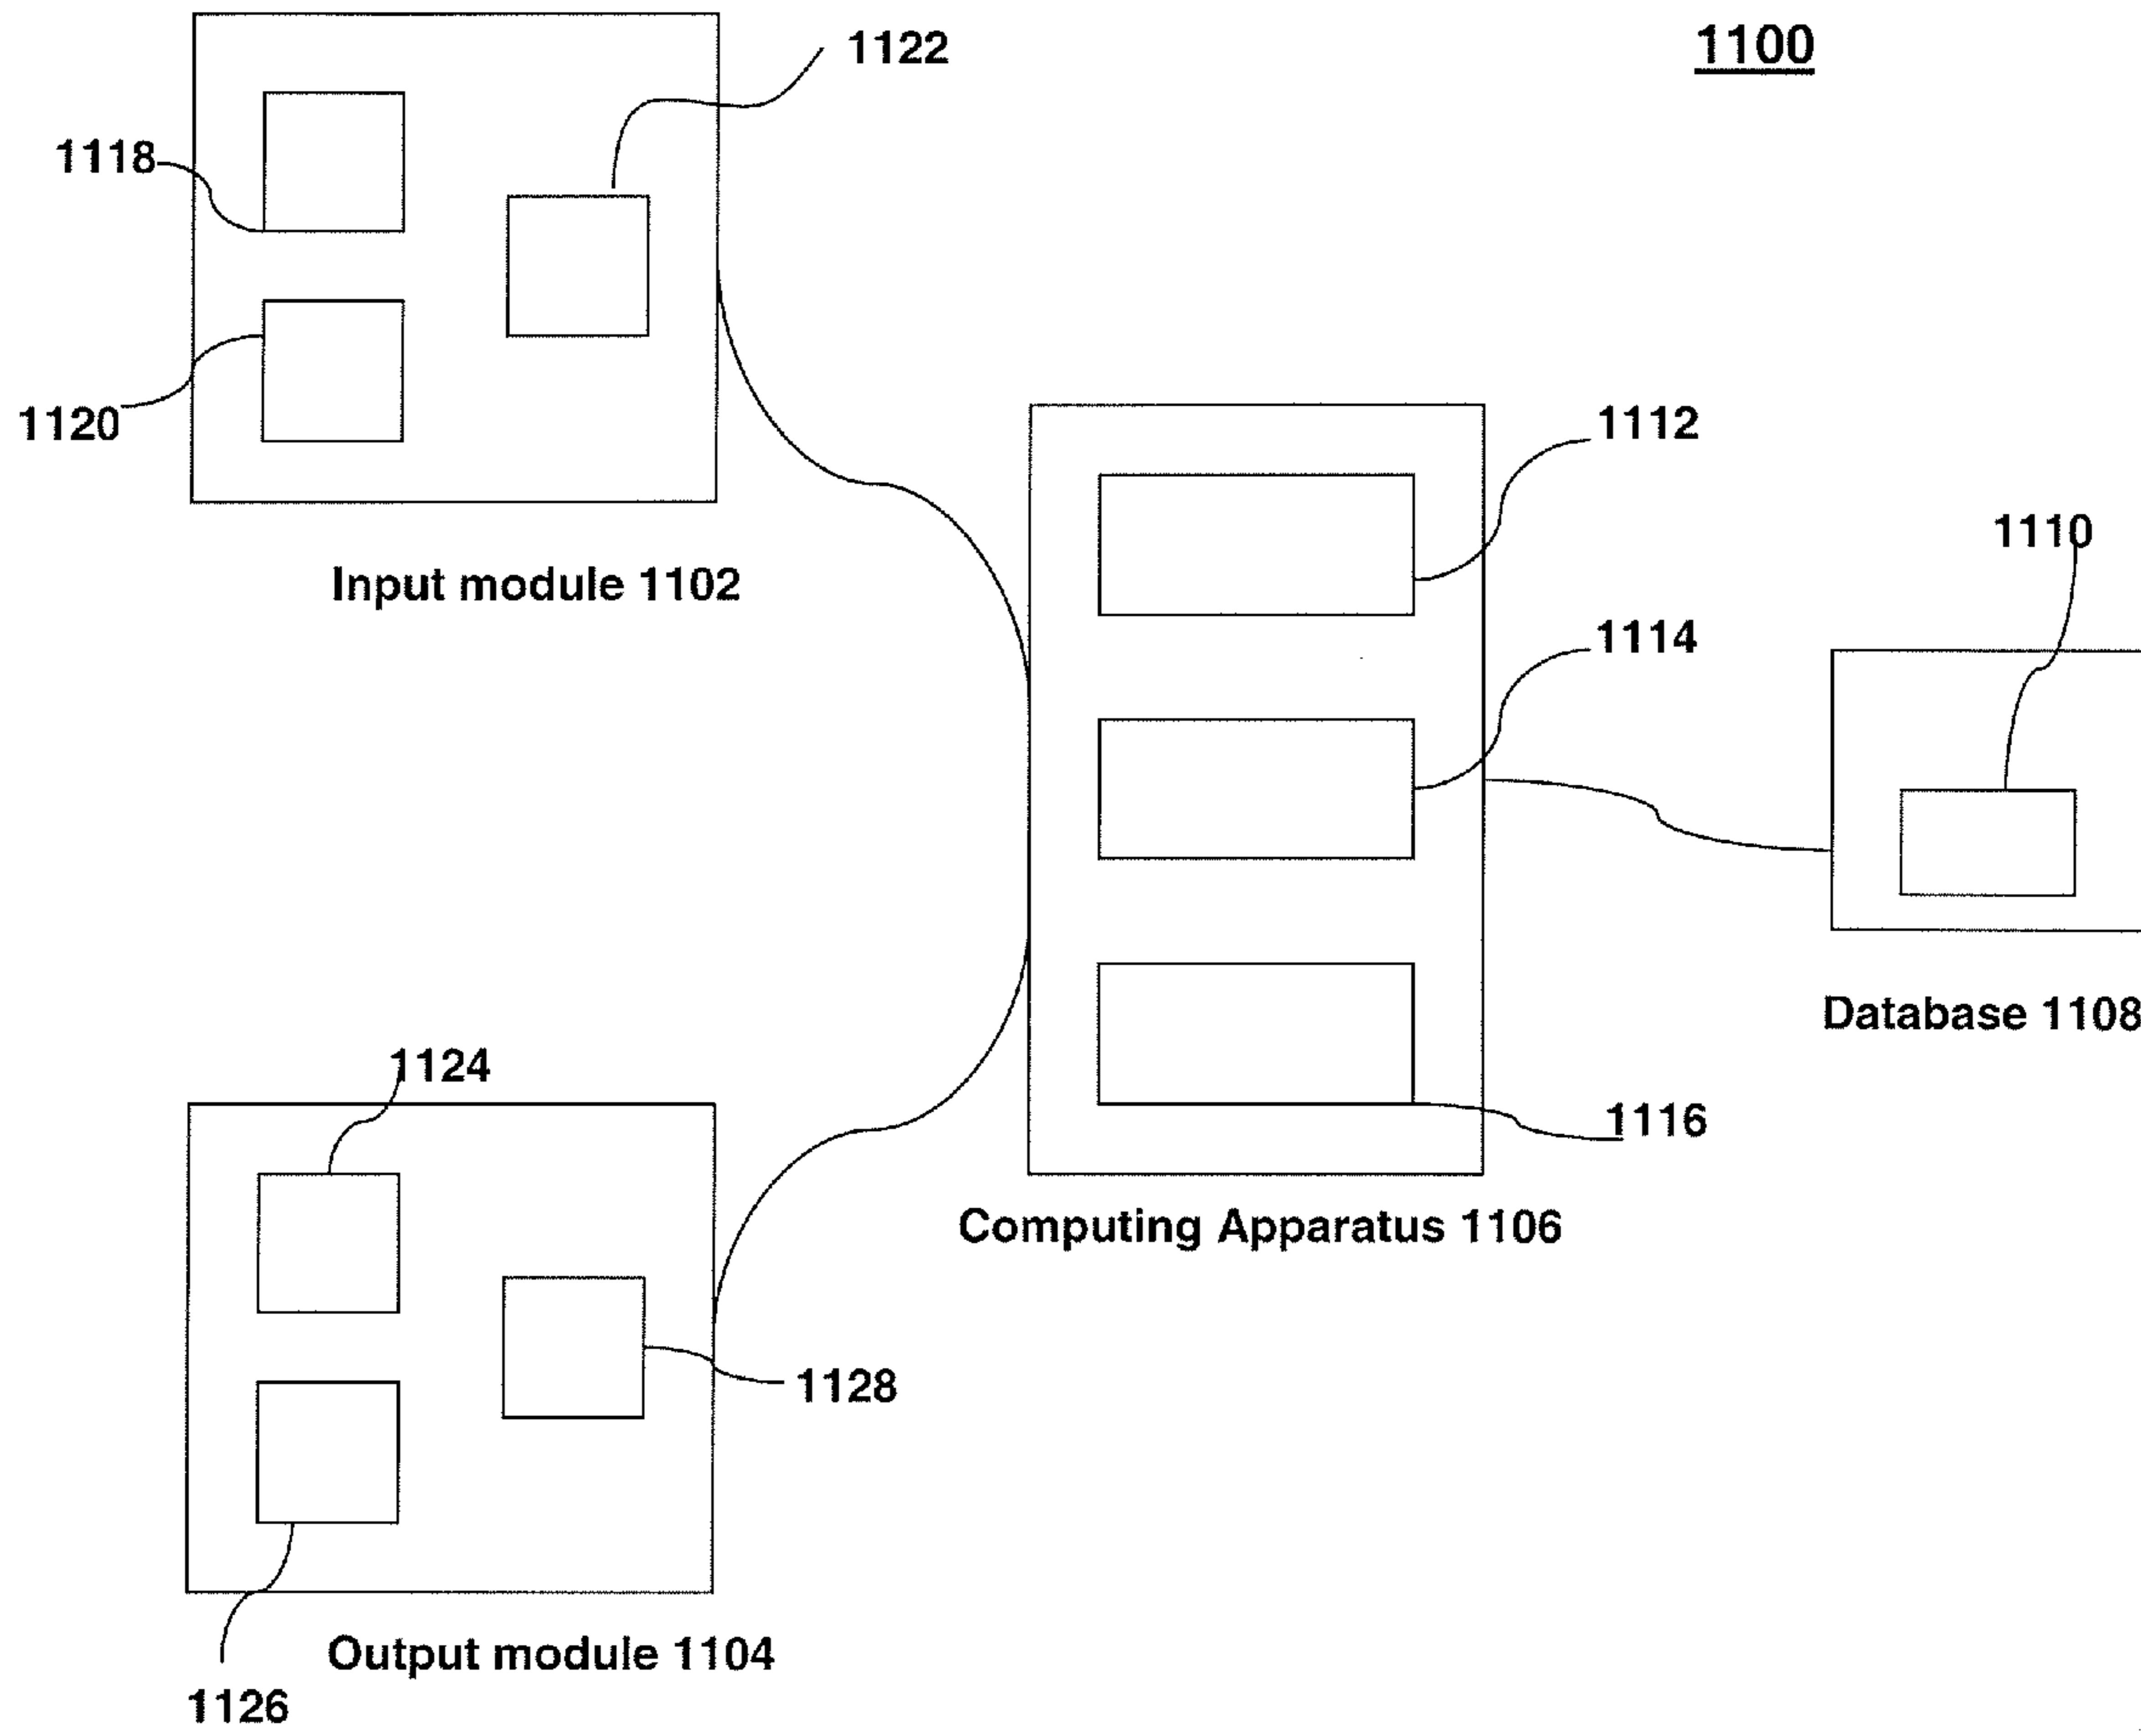 1100
1122
1118
1120
Input module 1102
1112
1114
1110
Database 1108
1116
Computing Apparatus 1106
1124
1128
Output module 1104
1126